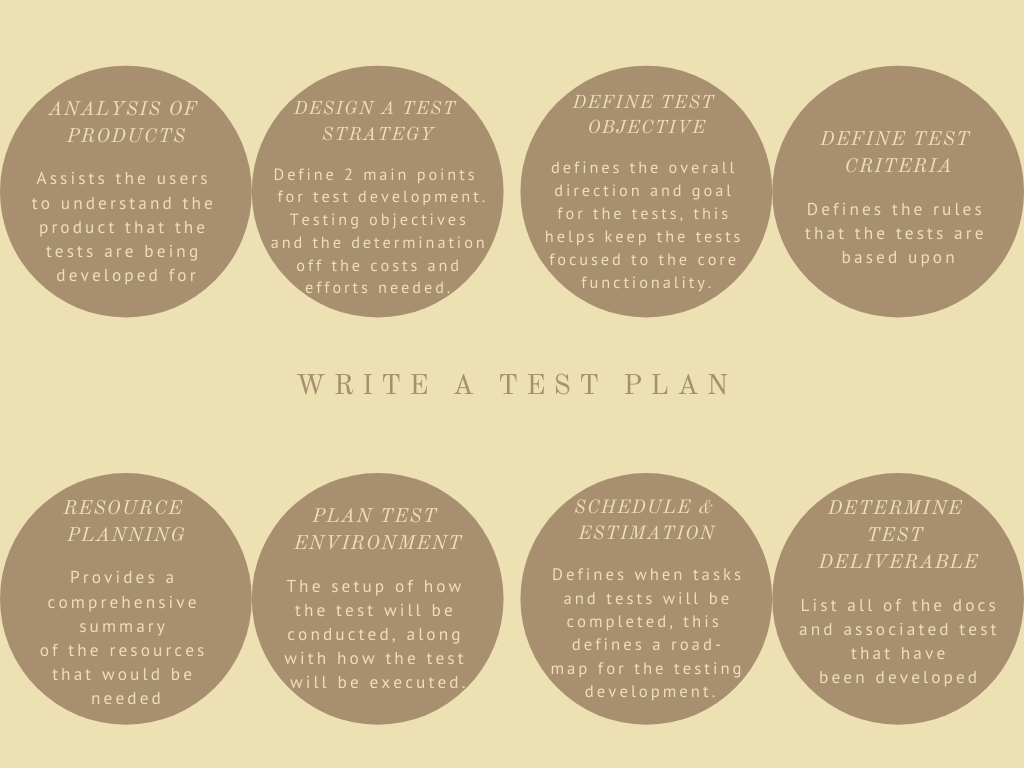 ANALYSIS OF
PRODUCTS
Assists the users
to understand the
product that the
tests are being
developed for
DESIGN A TEST
STRATEGY
Define 2 main points
for test development.
Testing objectives
and the determination
off the costs and
efforts needed.
DEFINE TEST
OBJECTIVE
defines the overall
direction and goal
for the tests, this
helps keep the tests
focused to the core
functionality.
DEFINE TEST
CRITERIA
Defines the rules
that the tests are
based upon
WRITE A TEST PLAN
RESOURCE
PLANNING
Provides a
comprehensive
summary
of the resources
that would be
needed
PLAN TEST
ENVIRONMENT
The setup of how
the test will be
conducted, along
with how the test
will be executed.
SCHEDULE &
ESTIMATION
Defines when tasks
and tests will be
completed, this
defines a road-
map for the testing
development.
DETERMINE
TEST
DELIVERABLE
List all of the docs
and associated test
that have
been developed